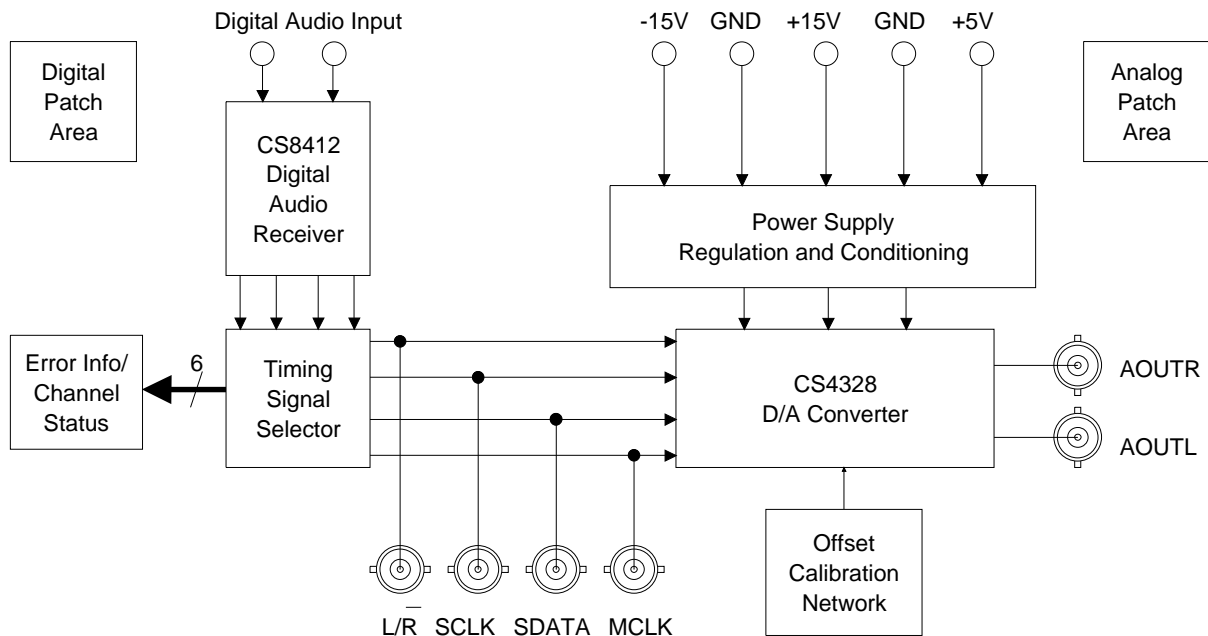 Digital Audio Input
-15V GND +15V GND +5V
Digital
Patch
Area
Analog
Patch
Area
CS8412
Digital
Audio
Receiver
Power Supply
Regulation and Conditioning
Error Info/
Channel
Status
6
Timing
Signal
Selector
CS4328
D/A Converter
AOUTR
AOUTL
Offset
Calibration
Network
L/R̅ SCLK SDATA MCLK